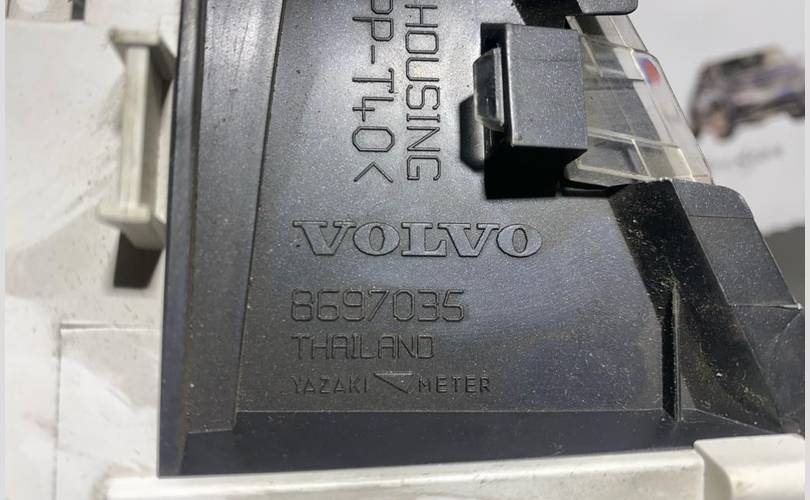 HOUSING
PP-T40<
VOLVO
8697035
THAILAND
YAZAKI METER